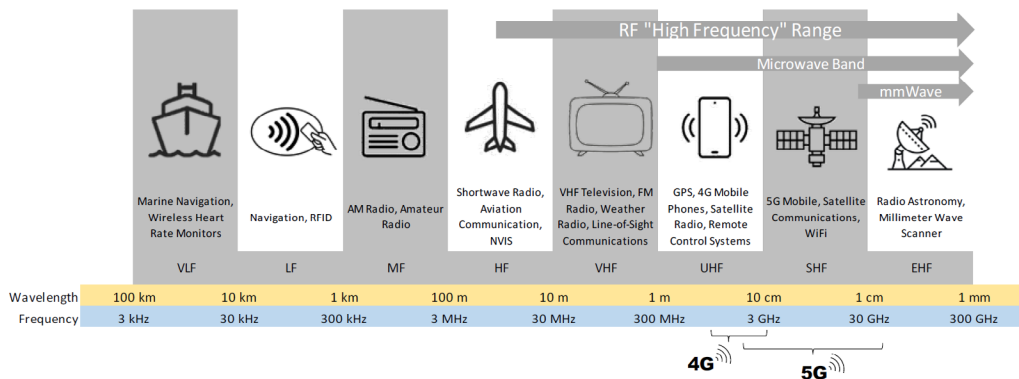 RF "High Frequency" Range
Microwave Band
mmWave
Marine Navigation,
Wireless Heart
Rate Monitors
Navigation, RFID
AM Radio, Amateur
Radio
Shortwave Radio,
Aviation
Communication,
NVIS
VHF Television, FM
Radio, Weather
Radio, Line-of-Sight
Communications
GPS, 4G Mobile
Phones, Satellite
Radio, Remote
Control Systems
5G Mobile, Satellite
Communications,
WiFi
Radio Astronomy,
Millimeter Wave
Scanner
VLF LF MF HF VHF UHF SHF EHF
Wavelength 100 km 10 km 1 km 100 m 10 m 1 m 10 cm 1 cm 1 mm
Frequency 3 kHz 30 kHz 300 kHz 3 MHz 30 MHz 300 MHz 3 GHz 30 GHz 300 GHz
4G
5G